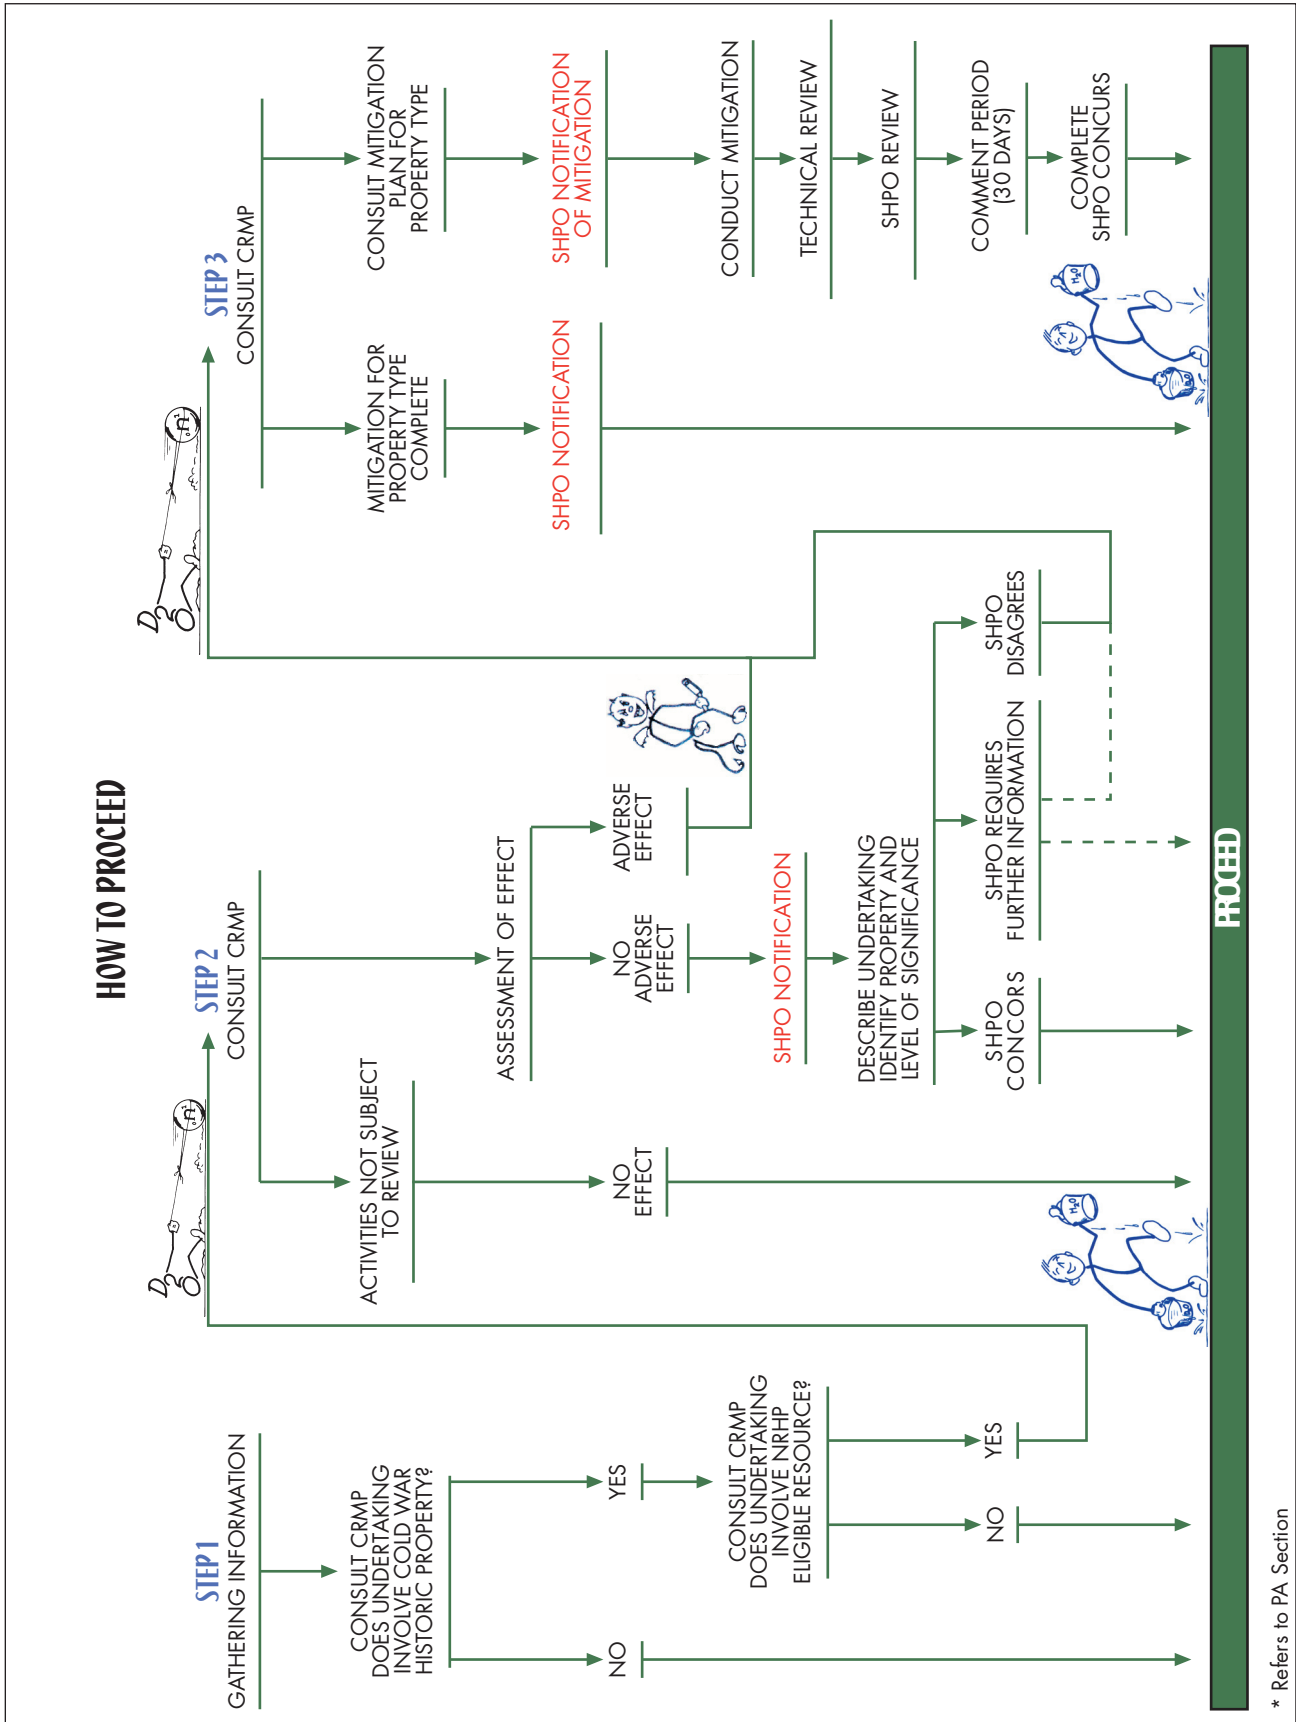 HOW TO PROCEED
STEP 1
GATHERING INFORMATION
CONSULT CRMP
DOES UNDERTAKING
INVOLVE COLD WAR
HISTORIC PROPERTY?
NO
YES
CONSULT CRMP
DOES UNDERTAKING
INVOLVE NRHP
ELIGIBLE RESOURCE?
NO
YES
D2O
₀n¹
H₂O
STEP 2
CONSULT CRMP
ACTIVITIES NOT SUBJECT
TO REVIEW
NO
EFFECT
ASSESSMENT OF EFFECT
NO
ADVERSE
EFFECT
ADVERSE
EFFECT
SHPO NOTIFICATION
DESCRIBE UNDERTAKING
IDENTIFY PROPERTY AND
LEVEL OF SIGNIFICANCE
SHPO
CONCORS
SHPO REQUIRES
FURTHER INFORMATION
SHPO
DISAGREES
D2O
₀n¹
STEP 3
CONSULT CRMP
MITIGATION FOR
PROPERTY TYPE
COMPLETE
SHPO NOTIFICATION
CONSULT MITIGATION
PLAN FOR
PROPERTY TYPE
SHPO NOTIFICATION
OF MITIGATION
CONDUCT MITIGATION
TECHNICAL REVIEW
SHPO REVIEW
COMMENT PERIOD
(30 DAYS)
COMPLETE
SHPO CONCURS
H₂O
PROCEED
* Refers to PA Section